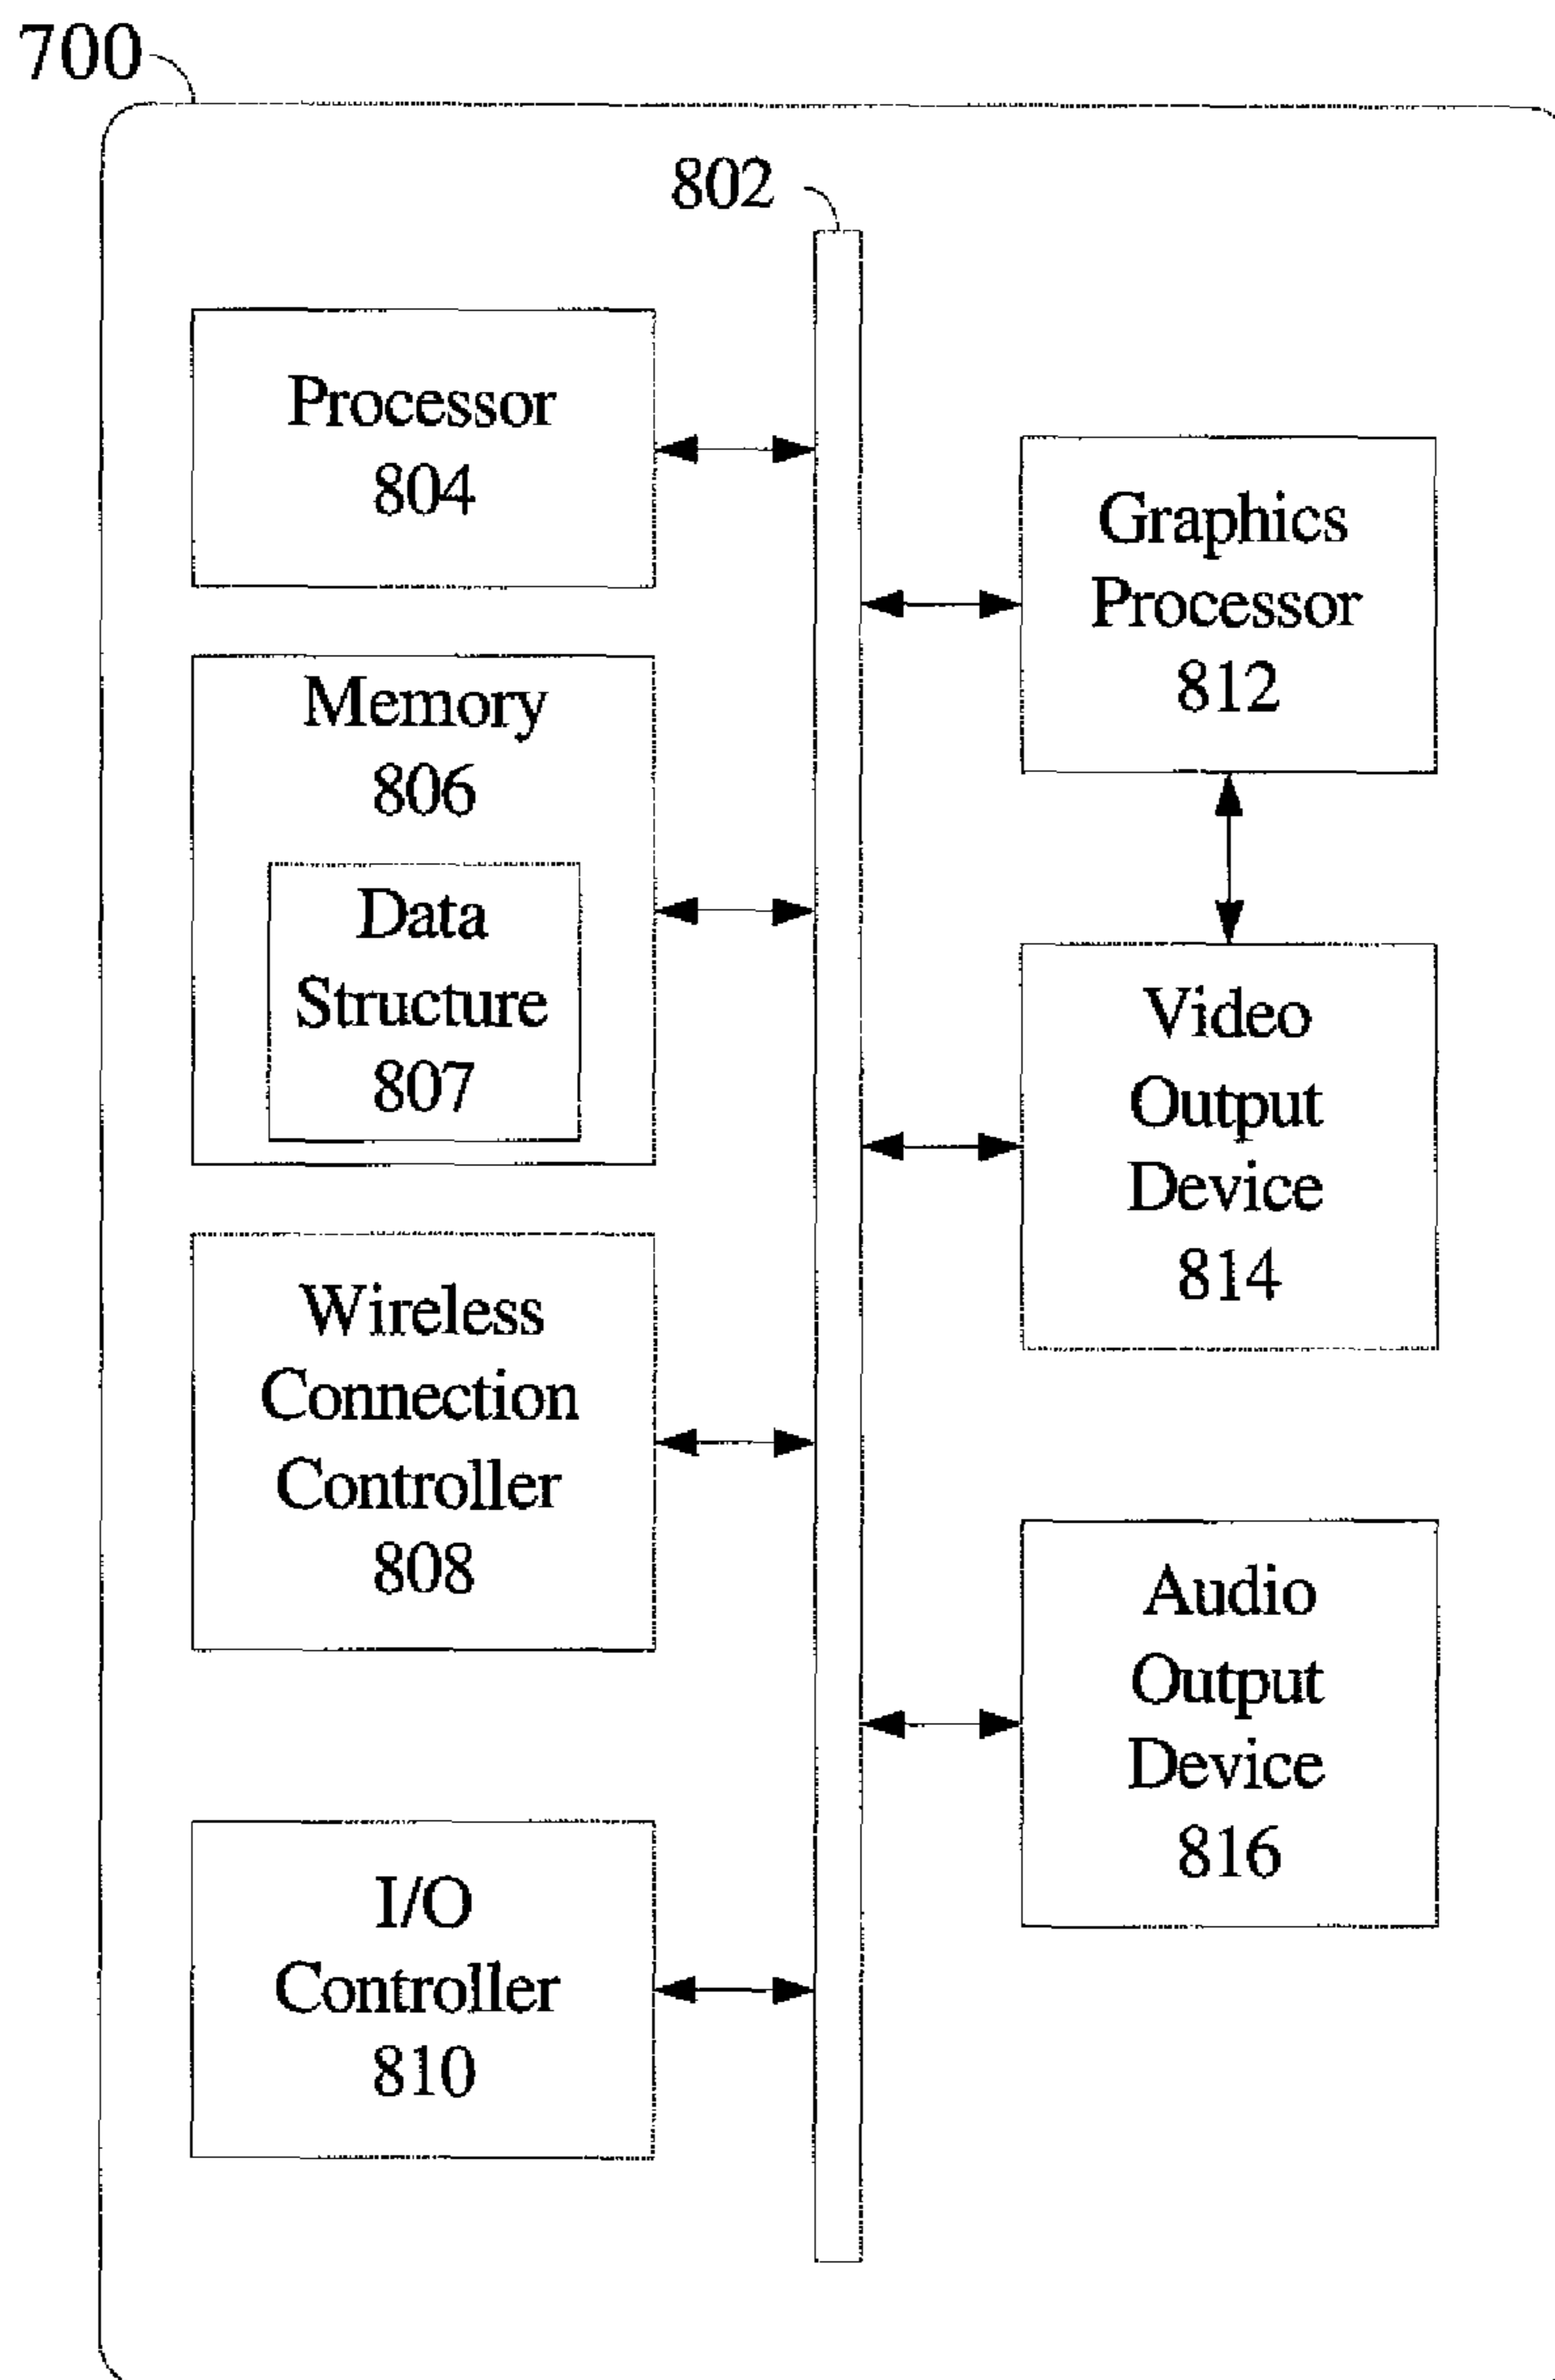 700
802
Processor
804
Memory
806
Data
Structure
807
Wireless
Connection
Controller
808
I/O
Controller
810
Graphics
Processor
812
Video
Output
Device
814
Audio
Output
Device
816